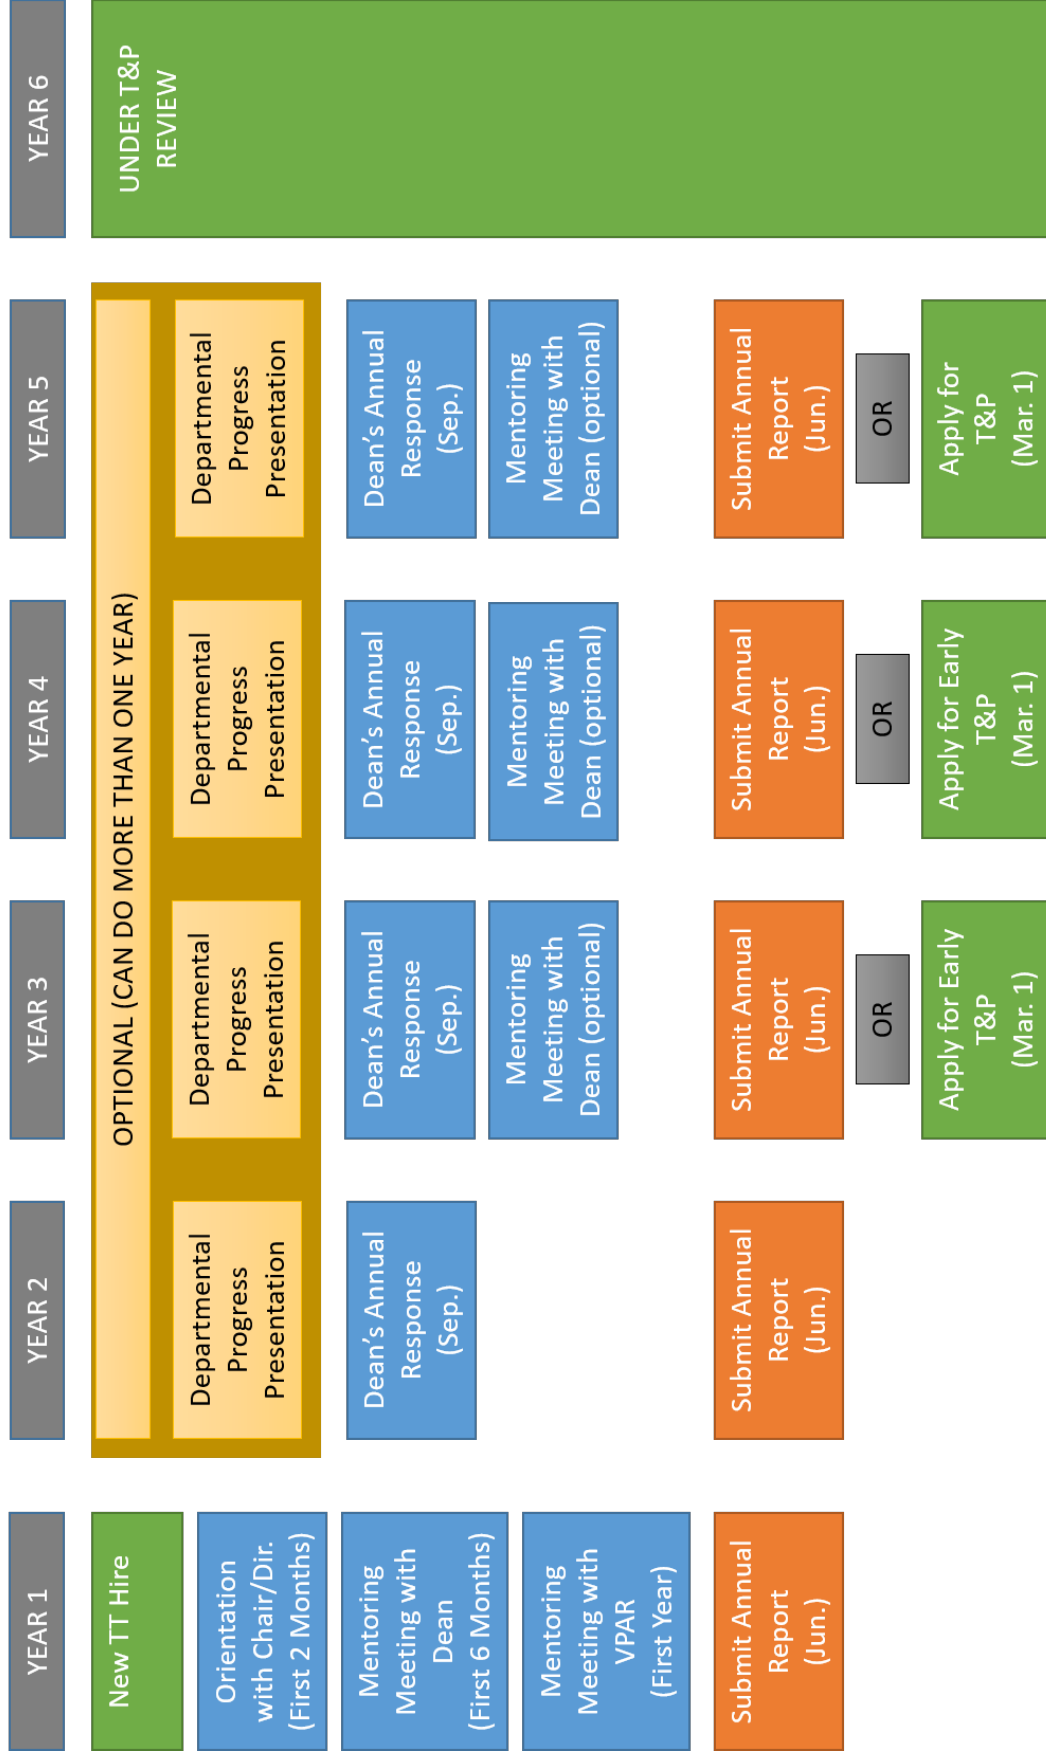 YEAR 1
New TTT Hire
Orientation
with Chair/Dir.
(First 2 Months)
Mentoring
Meeting with
Dean
(First 6 Months)
Mentoring
Meeting with
VPAR
(First Year)
Submit Annual
Report
(Jun.)
OPTIONAL (CAN DO MORE THAN ONE YEAR)
YEAR 2
Departmental
Progress
Presentation
Dean's Annual
Response
(Sep.)
Submit Annual
Report
(Jun.)
YEAR 3
Departmental
Progress
Presentation
Dean's Annual
Response
(Sep.)
Mentoring
Meeting with
Dean (optional)
Submit Annual
Report
(Jun.)
OR
Apply for Early
T&P
(Mar. 1)
YEAR 4
Departmental
Progress
Presentation
Dean's Annual
Response
(Sep.)
Mentoring
Meeting with
Dean (optional)
Submit Annual
Report
(Jun.)
OR
Apply for Early
T&P
(Mar. 1)
YEAR 5
Departmental
Progress
Presentation
Dean's Annual
Response
(Sep.)
Mentoring
Meeting with
Dean (optional)
Submit Annual
Report
(Jun.)
OR
Apply for
T&P
(Mar. 1)
YEAR 6
UNDER T&P
REVIEW